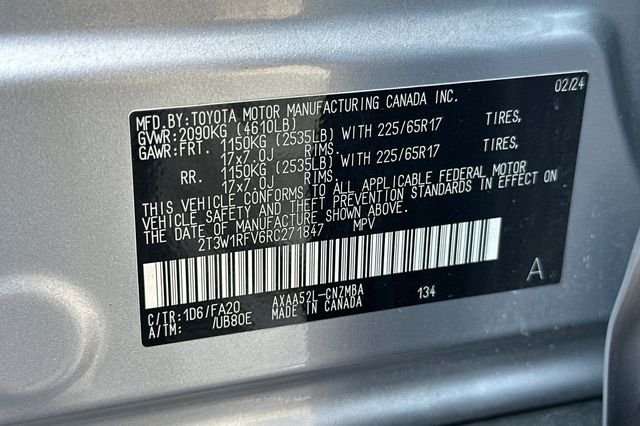 MFD.BY:TOYOTA MOTOR MANUFACTURING CANADA INC. 02/24
GVWR:2090KG (4610LB)
GAWR:FRT. 1150KG (2535LB) WITH 225/65R17 TIRES,
17x7.0J RIMS.
RR. 1150KG (2535LB) WITH 225/65R17 TIRES,
17x7.0J RIMS.
THIS VEHICLE CONFORMS TO ALL APPLICABLE FEDERAL MOTOR
VEHICLE SAFETY STANDARDS IN EFFECT ON
THE DATE OF MANUFACTURE SHOWN ABOVE.
2T3W1RFV6RC271847 MPV
A
C/TR:1D6/FA20 AXAA52L-CNZMBA 134
A/TM: /UB80E MADE IN CANADA